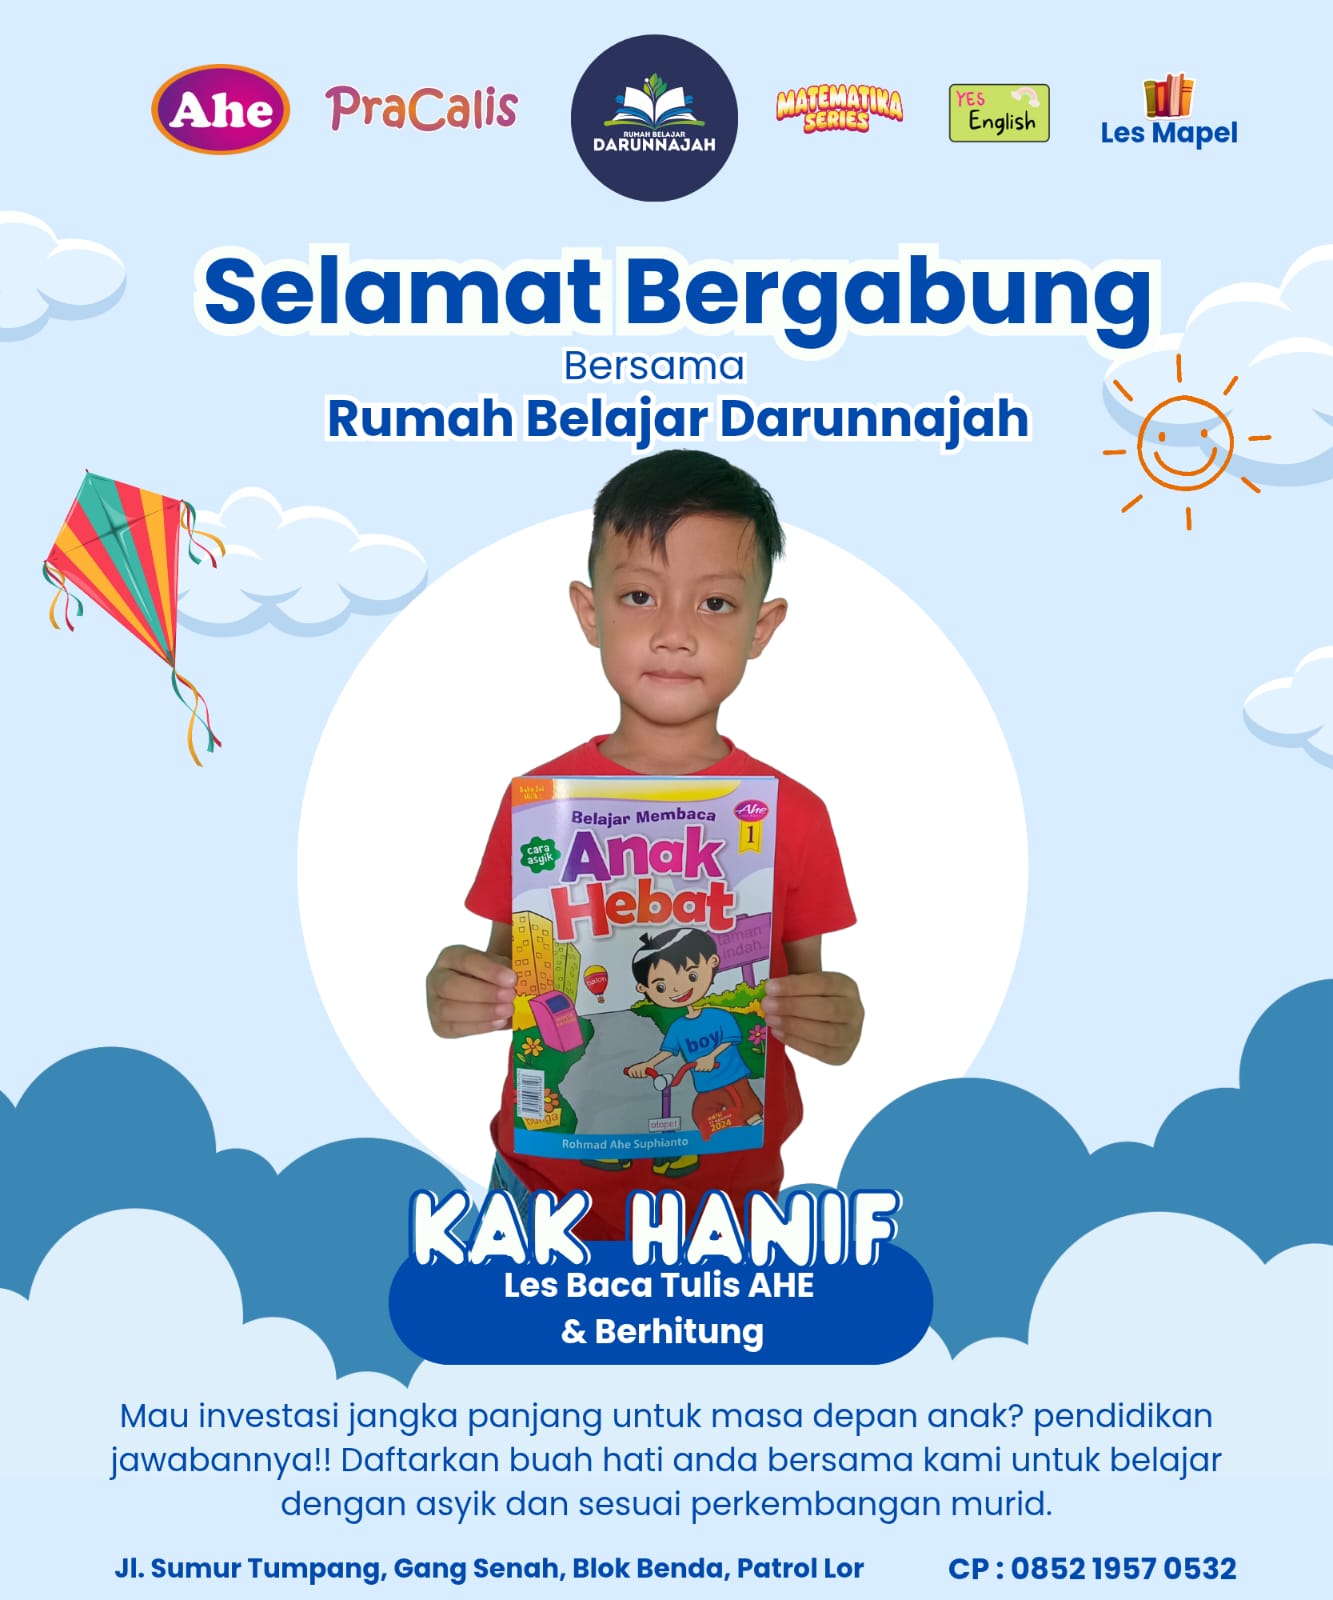 Ahe
PraCalis
RUMAH BELAJAR
DARUNNAJAH
MATEMATIKA
SERIES
YES
English
Les Mapel
Selamat Bergabung
Bersama
Rumah Belajar Darunnajah
Belajar Membaca
Ahe
1
cara
asyik
Anak
Hebat
taman
indah
balon
boy
bunga
otopet
2024
Rohmad Ahe Suphianto
KAK HANIF
Les Baca Tulis AHE
& Berhitung
Mau investasi jangka panjang untuk masa depan anak? pendidikan
jawabannya!! Daftarkan buah hati anda bersama kami untuk belajar
dengan asyik dan sesuai perkembangan murid.
Jl. Sumur Tumpang, Gang Senah, Blok Benda, Patrol Lor
CP : 0852 1957 0532